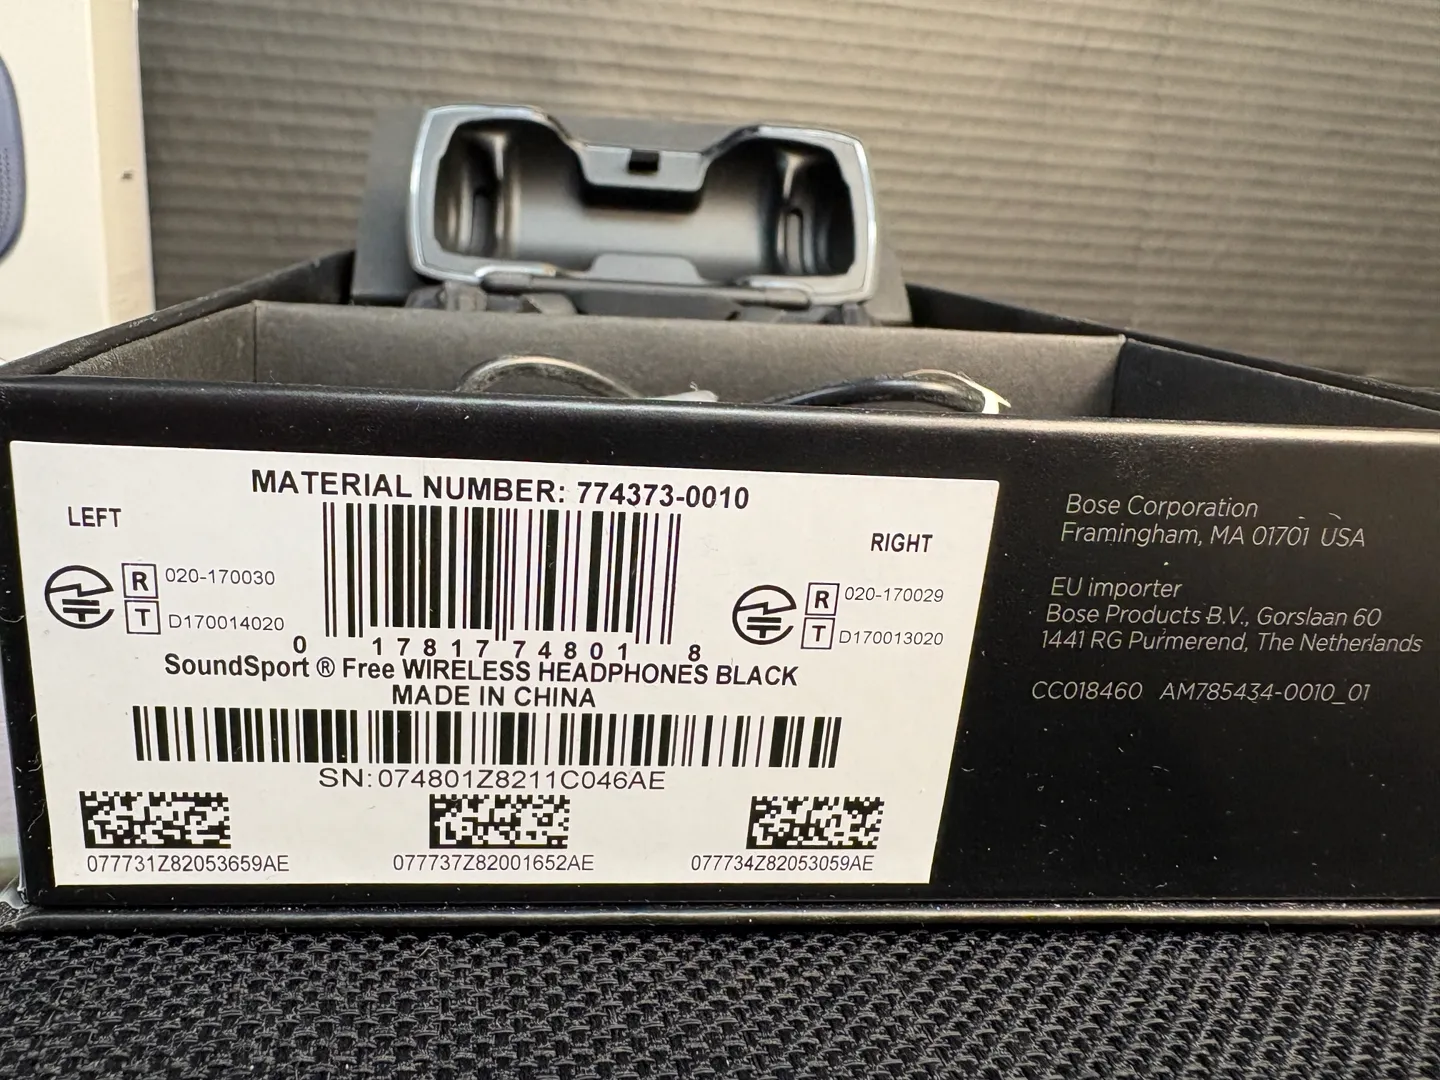 MATERIAL NUMBER: 774373-0010
LEFT
RIGHT
R 020-170030
T D170014020
R 020-170029
T D170013020
0 17817 74801 8
SoundSport ® Free WIRELESS HEADPHONES BLACK
MADE IN CHINA
SN:074801Z8211C046AE
077731Z82053659AE
077737Z82001652AE
077734Z82053059AE
Bose Corporation
Framingham, MA 01701 USA
EU importer
Bose Products B.V., Gorslaan 60
1441 RG Purmerend, The Netherlands
CC018460 AM785434-0010_01